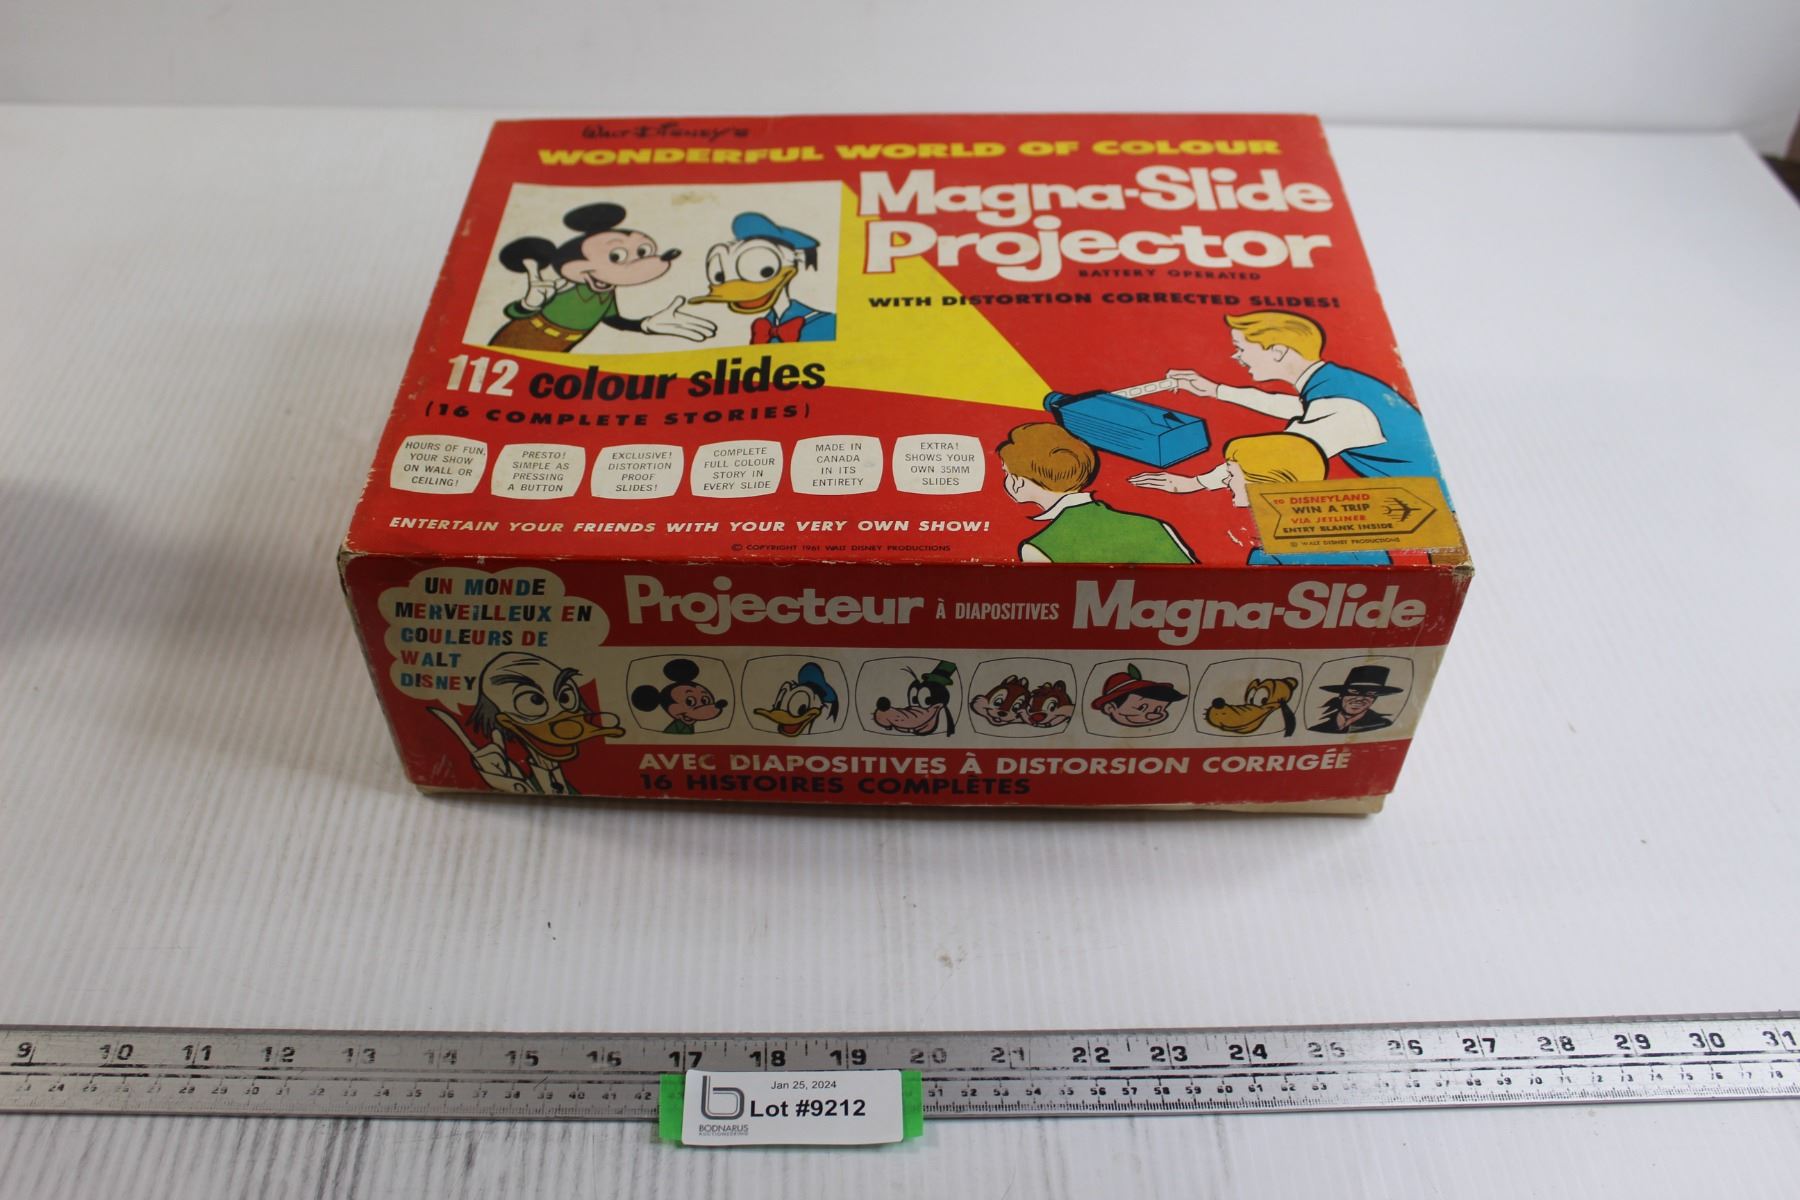 Walt Disney's
WONDERFUL WORLD OF COLOUR
Magna-Slide
Projector
BATTERY OPERATED
WITH DISTORTION CORRECTED SLIDES!
112 colour slides
(16 COMPLETE STORIES)
HOURS OF FUN,
YOUR SHOW
ON WALL OR
CEILING!
PRESTO!
SIMPLE AS
PRESSING
A BUTTON
EXCLUSIVE!
DISTORTION
PROOF
SLIDES!
COMPLETE
FULL COLOUR
STORY IN
EVERY SLIDE
MADE IN
CANADA
IN ITS
ENTIRETY
EXTRA!
SHOWS YOUR
OWN 35MM
SLIDES
TO DISNEYLAND
WIN A TRIP
VIA JETLINER
ENTRY BLANK INSIDE
© WALT DISNEY PRODUCTIONS
ENTERTAIN YOUR FRIENDS WITH YOUR VERY OWN SHOW!
© COPYRIGHT 1961 WALT DISNEY PRODUCTIONS
UN MONDE
MERVEILLEUX EN
COULEURS DE
WALT
DISNEY
Projecteur À DIAPOSITIVES Magna-Slide
AVEC DIAPOSITIVES À DISTORSION CORRIGÉÉ
16 HISTOIRES COMPLÈTES
9 10 11 12 13 14 15 16 17 18 19 20 21 22 23 24 25 26 27 28 29 30 31
Jan 25, 2024
Lot #9212
BODNARUS
AUCTIONEERING